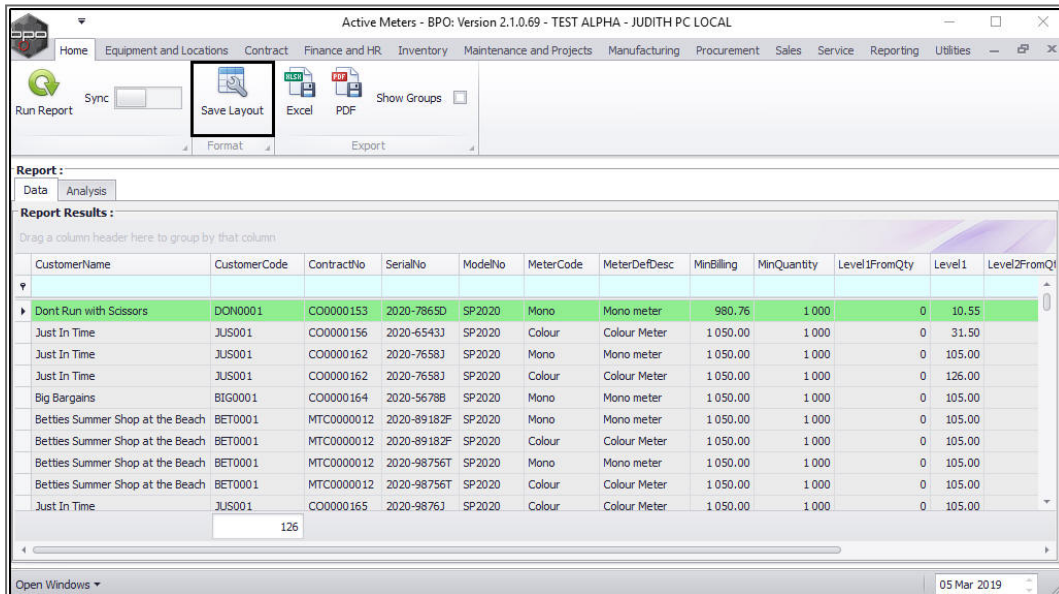 Active Meters - BPO: Version 2.1.0.69 - TEST ALPHA - JUDITH PC LOCAL
bpo
Home Equipment and Locations Contract Finance and HR Inventory Maintenance and Projects Manufacturing Procurement Sales Service Reporting Utilities
Run Report Sync Save Layout XLSX Excel PDF PDF Show Groups
Format Export
Report :
Data Analysis
Report Results :
Drag a column header here to group by that column
CustomerName CustomerCode ContractNo SerialNo ModelNo MeterCode MeterDefDesc MinBilling MinQuantity Level1FromQty Level1 Level2FromQt
Dont Run with Scissors DON0001 CO0000153 2020-7865D SP2020 Mono Mono meter 980.76 1 000 0 10.55
Just In Time JUS001 CO0000156 2020-6543J SP2020 Colour Colour Meter 1 050.00 1 000 0 31.50
Just In Time JUS001 CO0000162 2020-7658J SP2020 Mono Mono meter 1 050.00 1 000 0 105.00
Just In Time JUS001 CO0000162 2020-7658J SP2020 Colour Colour Meter 1 050.00 1 000 0 126.00
Big Bargains BIG0001 CO0000164 2020-5678B SP2020 Mono Mono meter 1 050.00 1 000 0 105.00
Betties Summer Shop at the Beach BET0001 MTC0000012 2020-89182F SP2020 Mono Mono meter 1 050.00 1 000 0 105.00
Betties Summer Shop at the Beach BET0001 MTC0000012 2020-89182F SP2020 Colour Colour Meter 1 050.00 1 000 0 105.00
Betties Summer Shop at the Beach BET0001 MTC0000012 2020-98756T SP2020 Mono Mono meter 1 050.00 1 000 0 105.00
Betties Summer Shop at the Beach BET0001 MTC0000012 2020-98756T SP2020 Colour Colour Meter 1 050.00 1 000 0 105.00
Just In Time JUS001 CO0000165 2020-9876J SP2020 Colour Colour Meter 1 050.00 1 000 0 105.00
126
Open Windows 05 Mar 2019